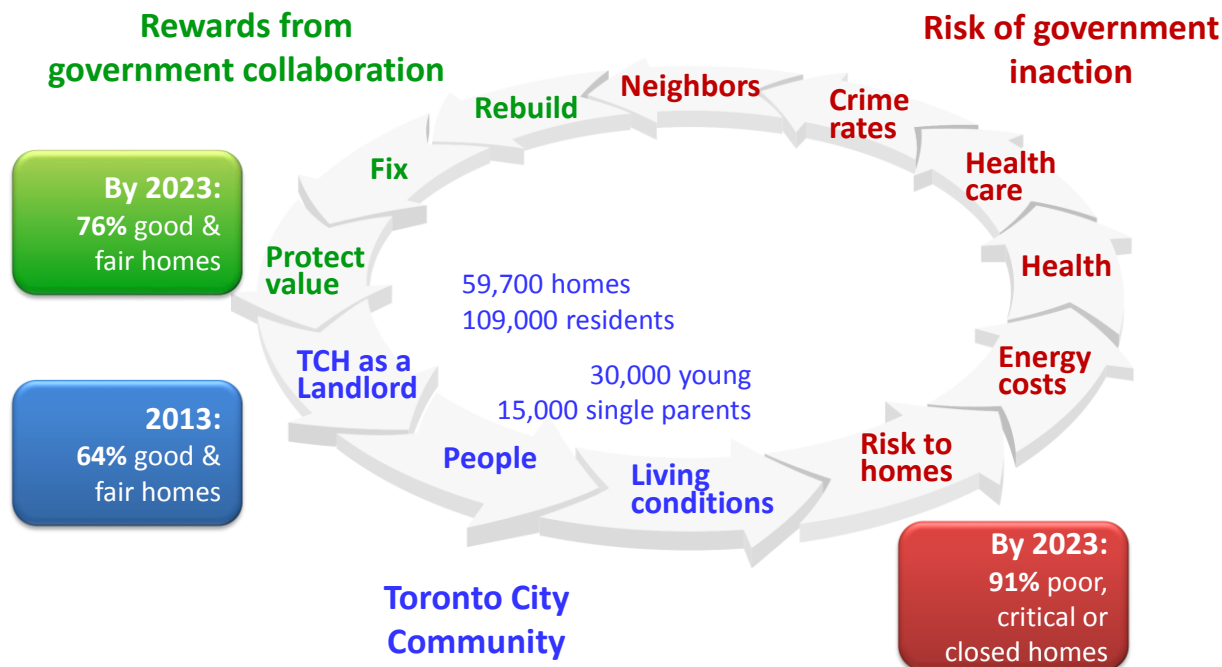 Rewards from
government collaboration
Risk of government
inaction
Neighbors
Crime
rates
Rebuild
Health
care
Fix
By 2023:
76% good &
fair homes
Protect
value
Health
59,700 homes
109,000 residents
TCH as a
Landlord
30,000 young
15,000 single parents
Energy
costs
2013:
64% good &
fair homes
People
Living
conditions
Risk to
homes
By 2023:
91% poor,
critical or
closed homes
Toronto City
Community